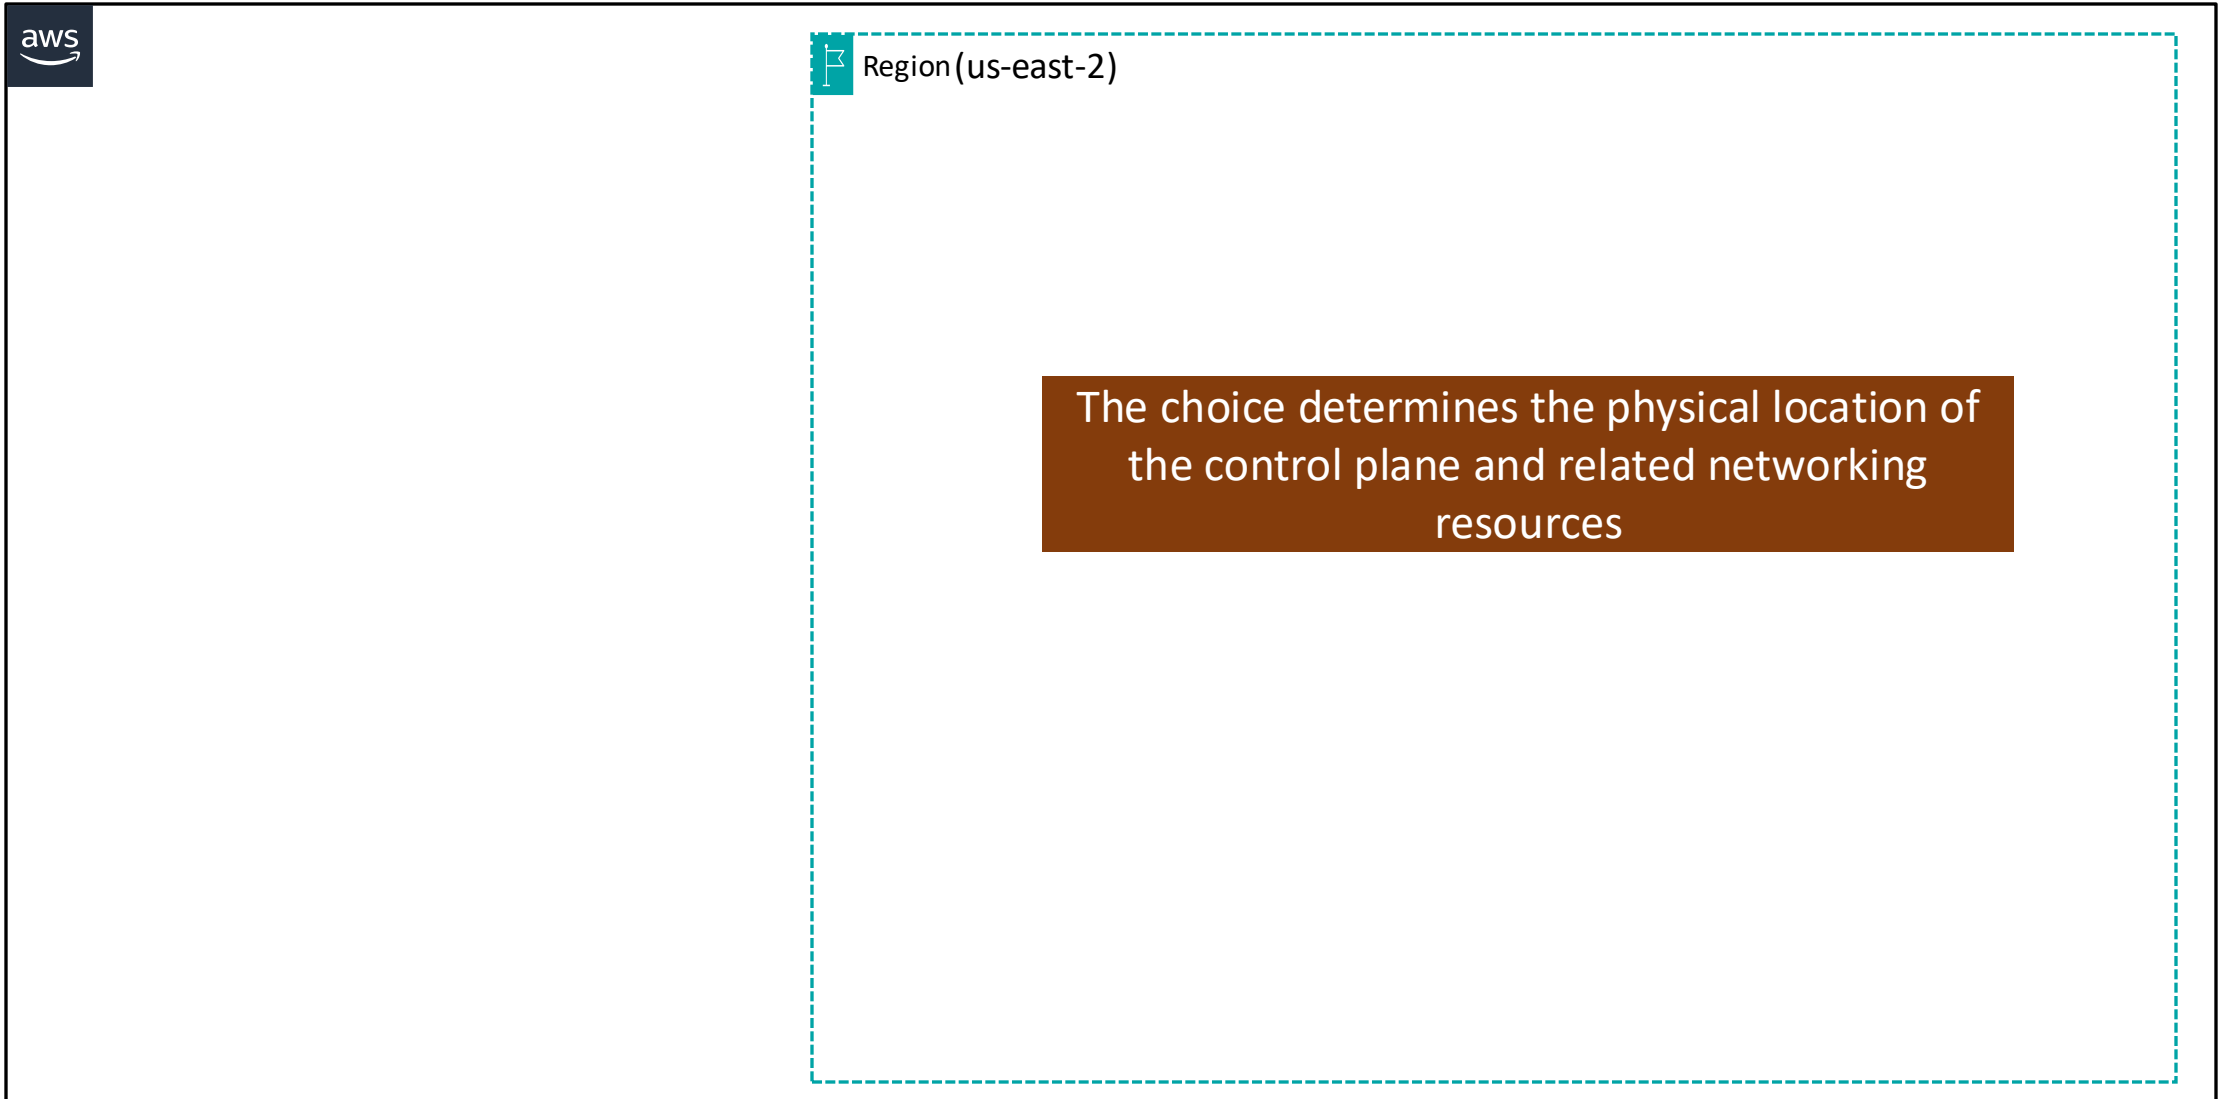 aws
Region (us-east-2)
The choice determines the physical location of
the control plane and related networking
resources